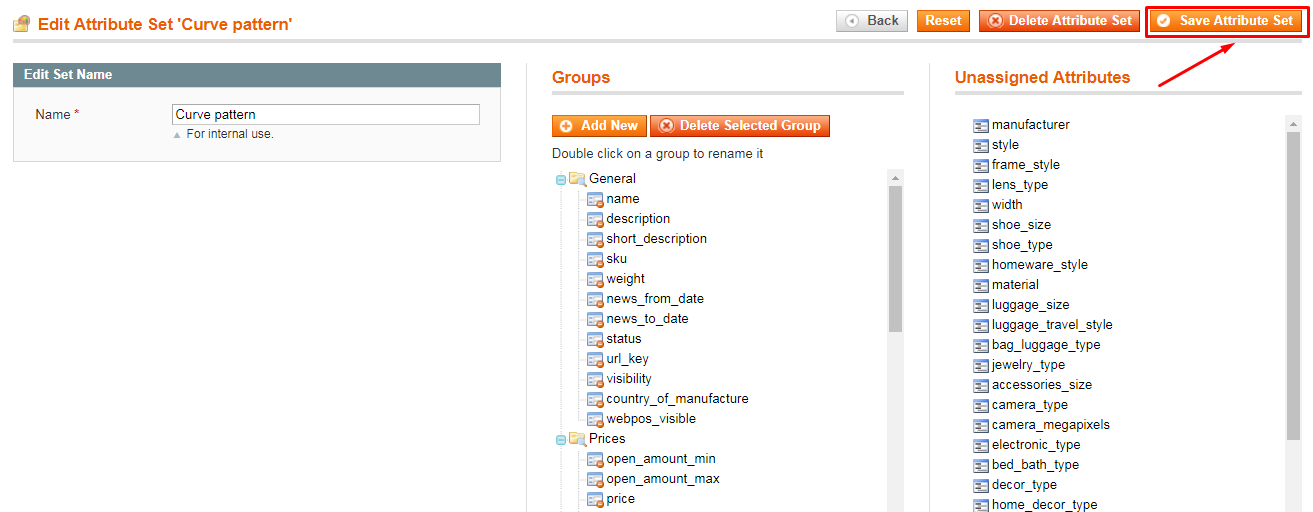 Edit Attribute Set 'Curve pattern'
Back
Reset
Delete Attribute Set
Save Attribute Set
Edit Set Name
Name *
Curve pattern
For internal use.
Groups
Add New
Delete Selected Group
Double click on a group to rename it
General
name
description
short_description
sku
weight
news_from_date
news_to_date
status
url_key
visibility
country_of_manufacture
webpos_visible
Prices
open_amount_min
open_amount_max
price
Unassigned Attributes
manufacturer
style
frame_style
lens_type
width
shoe_size
shoe_type
homeware_style
material
luggage_size
luggage_travel_style
bag_luggage_type
jewelry_type
accessories_size
camera_type
camera_megapixels
electronic_type
bed_bath_type
decor_type
home_decor_type